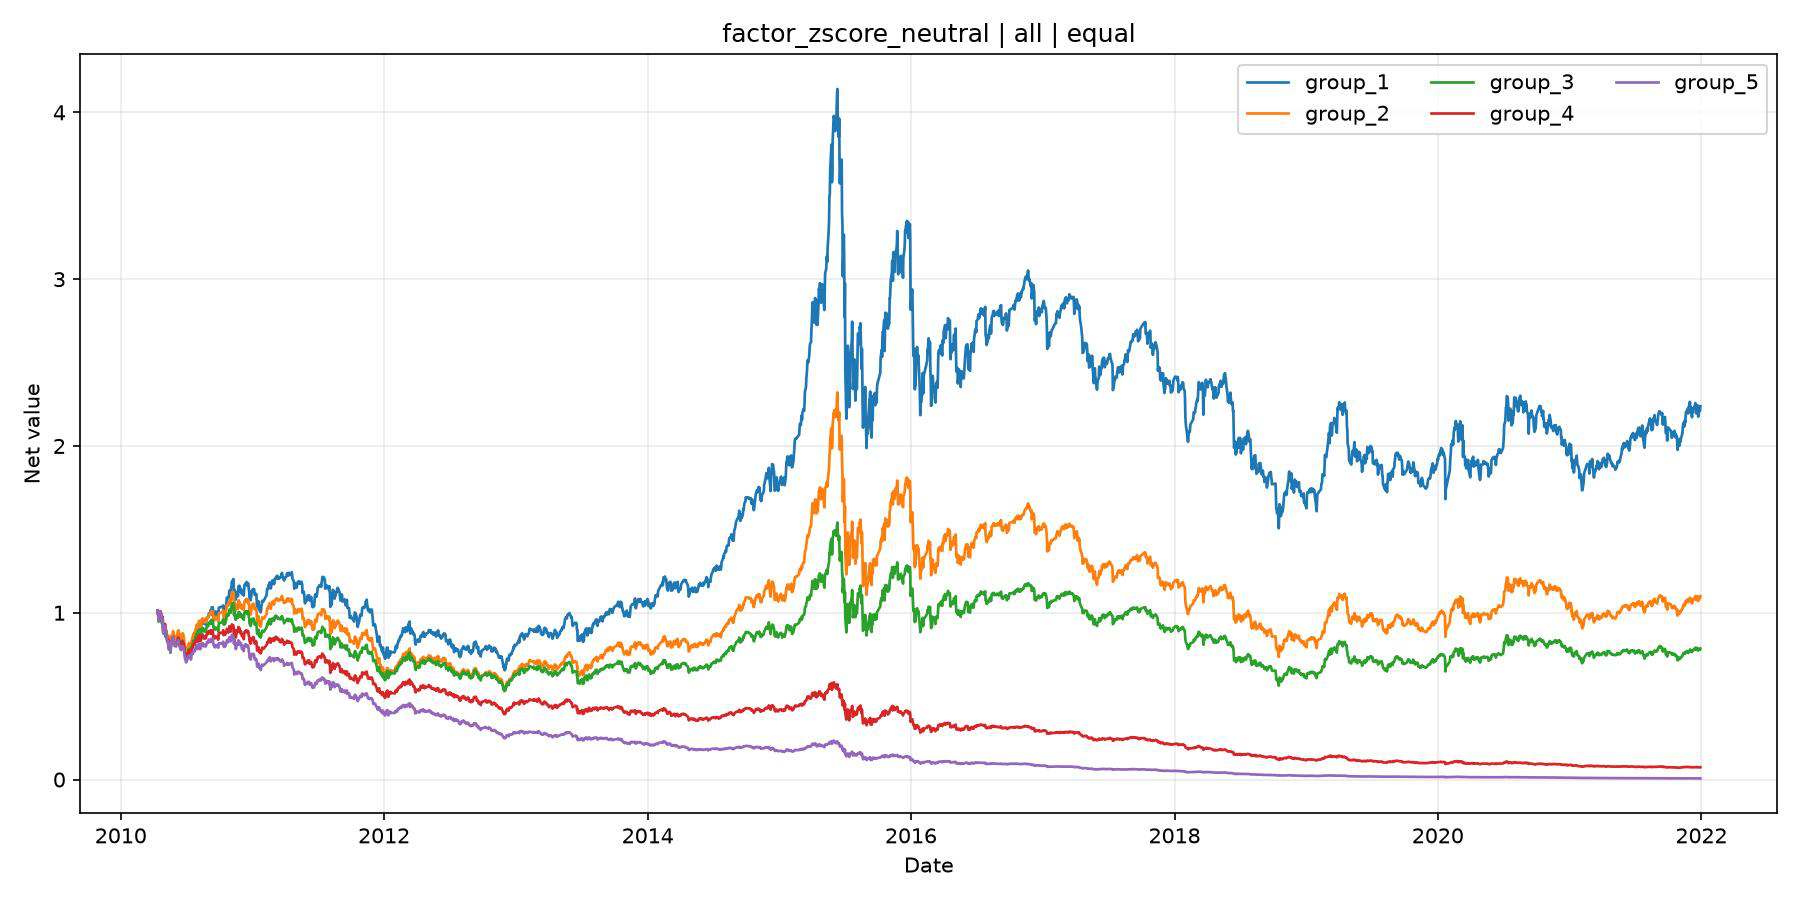 factor_zscore_neutral | all | equal
group_1 group_3 group_5
group_2 group_4
4
3
2
1
0
Net value
2010 2012 2014 2016 2018 2020 2022
Date